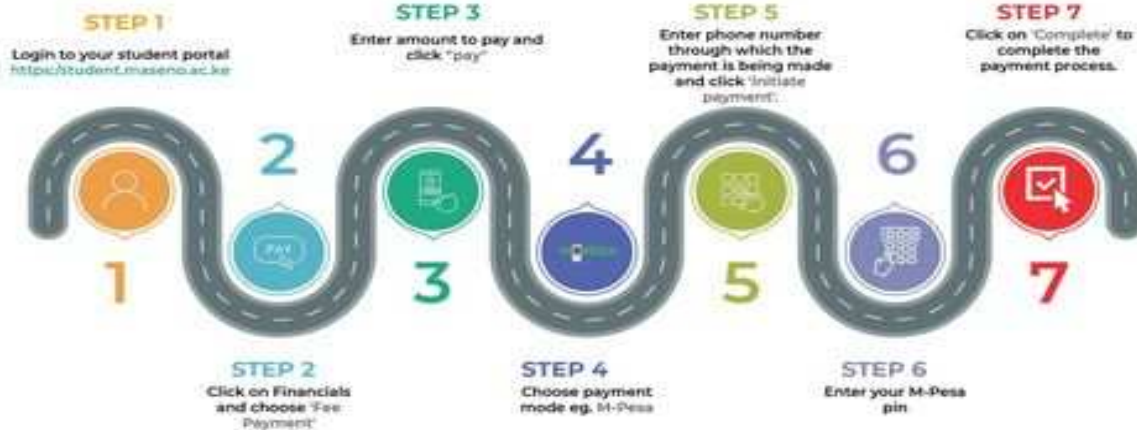 STEP 1
Login to your student portal
https://student.maseno.ac.ke
1
2
STEP 2
Click on Financials
and choose 'Fee
Payment'
PAY
STEP 3
Enter amount to pay and
click "pay"
3
4
STEP 4
Choose payment
mode eg. M-Pesa
STEP 5
Enter phone number
through which the
payment is being made
and click 'Initiate
payment'.
5
6
STEP 6
Enter your M-Pesa
pin
STEP 7
Click on 'Complete' to
complete the
payment process.
7